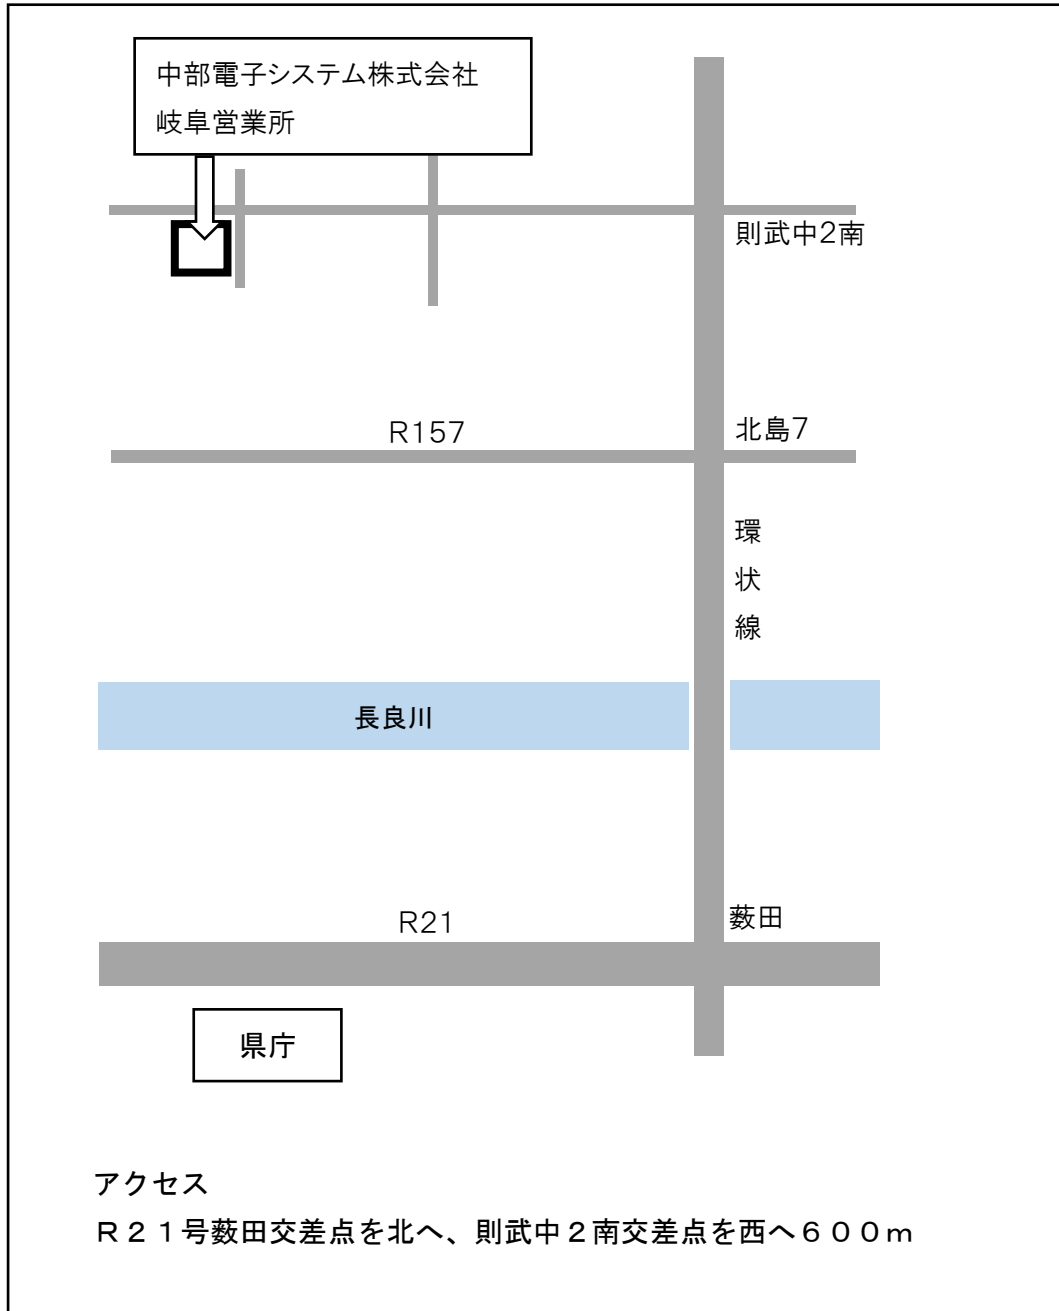 中部電子システム株式会社
岐阜営業所
則武中2南
R157
北島7
環
状
線
長良川
R21
薮田
県庁
アクセス
R21号薮田交差点を北へ、則武中2南交差点を西へ600m